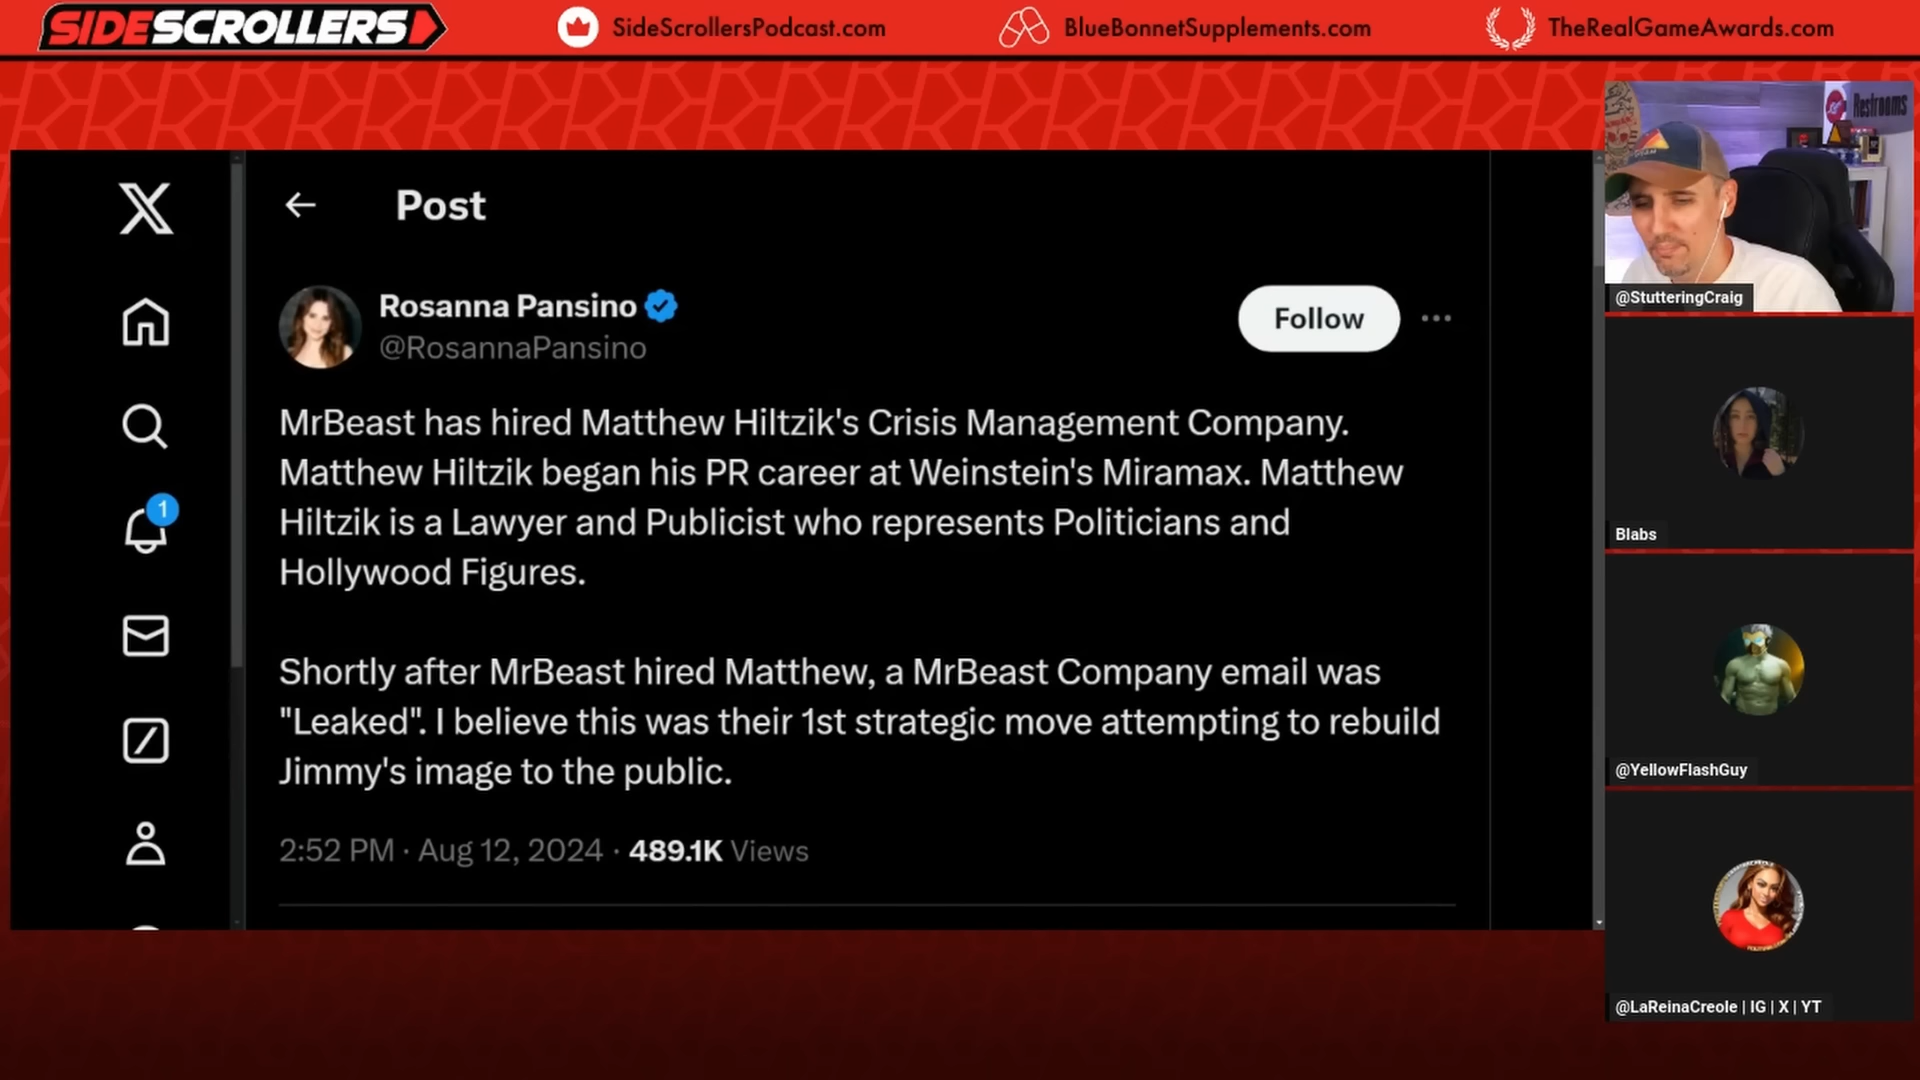 SIDESCROLLERS
SideScrollersPodcast.com
BlueBonnetSupplements.com
TheRealGameAwards.com
Restrooms
Post
Rosanna Pansino
@RosannaPansino
Follow
MrBeast has hired Matthew Hiltzik's Crisis Management Company.
Matthew Hiltzik began his PR career at Weinstein's Miramax. Matthew
Hiltzik is a Lawyer and Publicist who represents Politicians and
Hollywood Figures.
Shortly after MrBeast hired Matthew, a MrBeast Company email was
"Leaked". I believe this was their 1st strategic move attempting to rebuild
Jimmy's image to the public.
2:52 PM · Aug 12, 2024 · 489.1K Views
1
@StutteringCraig
Blabs
@YellowFlashGuy
@LaReinaCreole | IG | X | YT